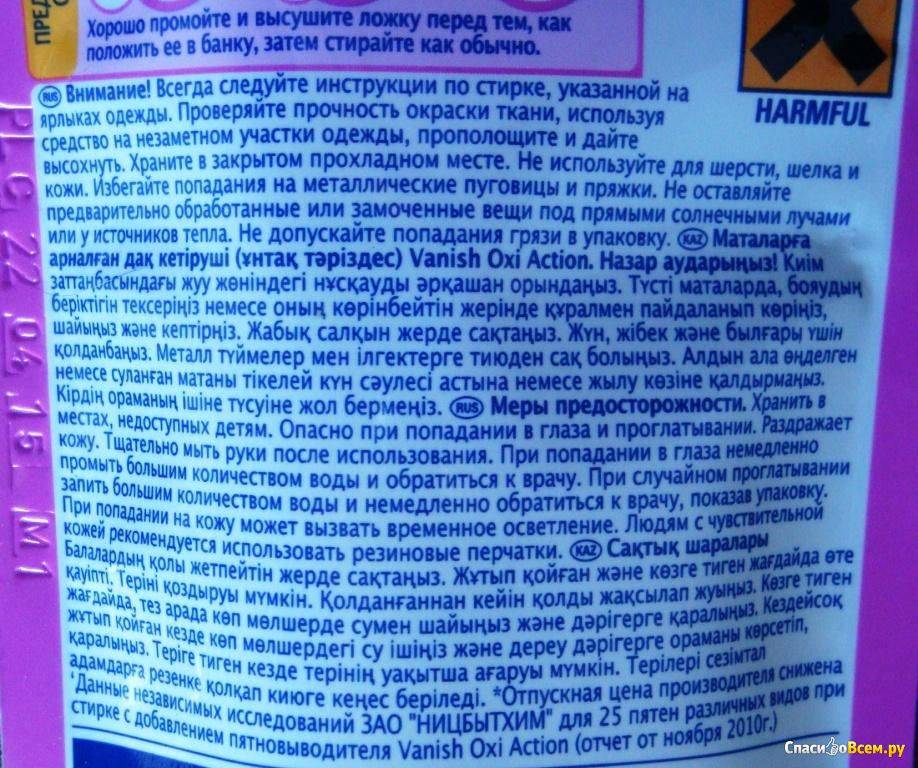 ПРЕД
Хорошо промойте и высушите ложку перед тем, как
положить ее в банку, затем стирайте как обычно.
HARMFUL
RUS Внимание! Всегда следуйте инструкции по стирке, указанной на
ярлыках одежды. Проверяйте прочность окраски ткани, используя
средство на незаметном участки одежды, прополощите и дайте
высохнуть. Храните в закрытом прохладном месте. Не используйте для шерсти, шелка и
кожи. Избегайте попадания на металлические пуговицы и пряжки. Не оставляйте
предварительно обработанные или замоченные вещи под прямыми солнечными лучами
или у источников тепла. Не допускайте попадания грязи в упаковку. KAZ Маталарға
арналған дақ кетіруші (ұнтақ тәріздес) Vanish Oxi Action. Назар аударыңыз! Киім
заттаңбасындағы жуу жөніндегі нұсқауды әрқашан орындаңыз. Түсті маталарда, бояудың
беріктігін тексеріңіз немесе оның көрінбейтін жерінде құралмен пайдаланып көріңіз,
шайыңыз және кептірңіз. Жабық салқын жерде сақтаңыз. Жүн, жібек және былғары үшін
қолданбаңыз. Металл түймелер мен ілгектерге тиюден сақ болыңыз. Алдын ала өңделген
немесе суланған матаны тікелей күн сәулесі астына немесе жылу көзіне қалдырмаңыз.
Кірдің ораманың ішіне түсуіне жол бермеңіз. RUS Меры предосторожности. Хранить в
местах, недоступных детям. Опасно при попадании в глаза и проглатывании. Раздражает
кожу. Тщательно мыть руки после использования. При попадании в глаза немедленно
промыть большим количеством воды и обратиться к врачу. При случайном проглатывании
запить большим количеством воды и немедленно обратиться к врачу, показав упаковку.
При попадании на кожу может вызвать временное осветление. Людям с чувствительной
кожей рекомендуется использовать резиновые перчатки. KAZ Сақтық шаралары
Балалардың қолы жетпейтін жерде сақтаңыз. Жұтып қойған және көзге тиген жағдайда өте
қауіпті. Теріні қоздыруы мүмкін. Қолданғаннан кейін қолды жақсылап жуыңыз. Көзге тиген
жағдайда, тез арада көп мөлшерде сумен шайыңыз және дәрігерге қаралыңыз. Кездейсоқ
жұтып қойған кезде көп мөлшердегі су ішіңіз және дереу дәрігерге ораманы көрсетіп,
қаралыңыз. Теріге тиген кезде терінің уақытша ағаруы мүмкін. Терілері сезімтал
адамдарға резенке қолқап киюге кеңес беріледі. *Отпускная цена производителя снижена
'Данные независимых исследований ЗАО "НИЦБЫТХИМ" для 25 пятен различных видов при
стирке с добавлением пятновыводителя Vanish Oxi Action (отчет от ноября 2010г.)
22 04 15 M1
СпасибоВсем.ру